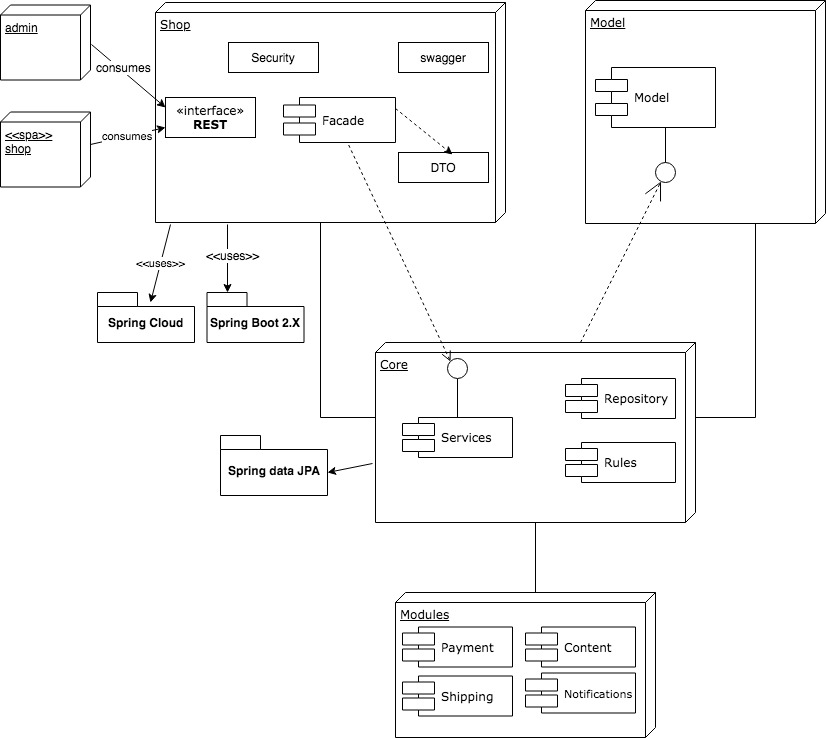 admin
Shop
Model
Security
swagger
consumes
«interface»
REST
Facade
Model
<<spa>>
shop
consumes
DTO
<<uses>>
<<uses>>
Spring Cloud
Spring Boot 2.X
Core
Repository
Services
Rules
Spring data JPA
Modules
Payment
Content
Shipping
Notifications